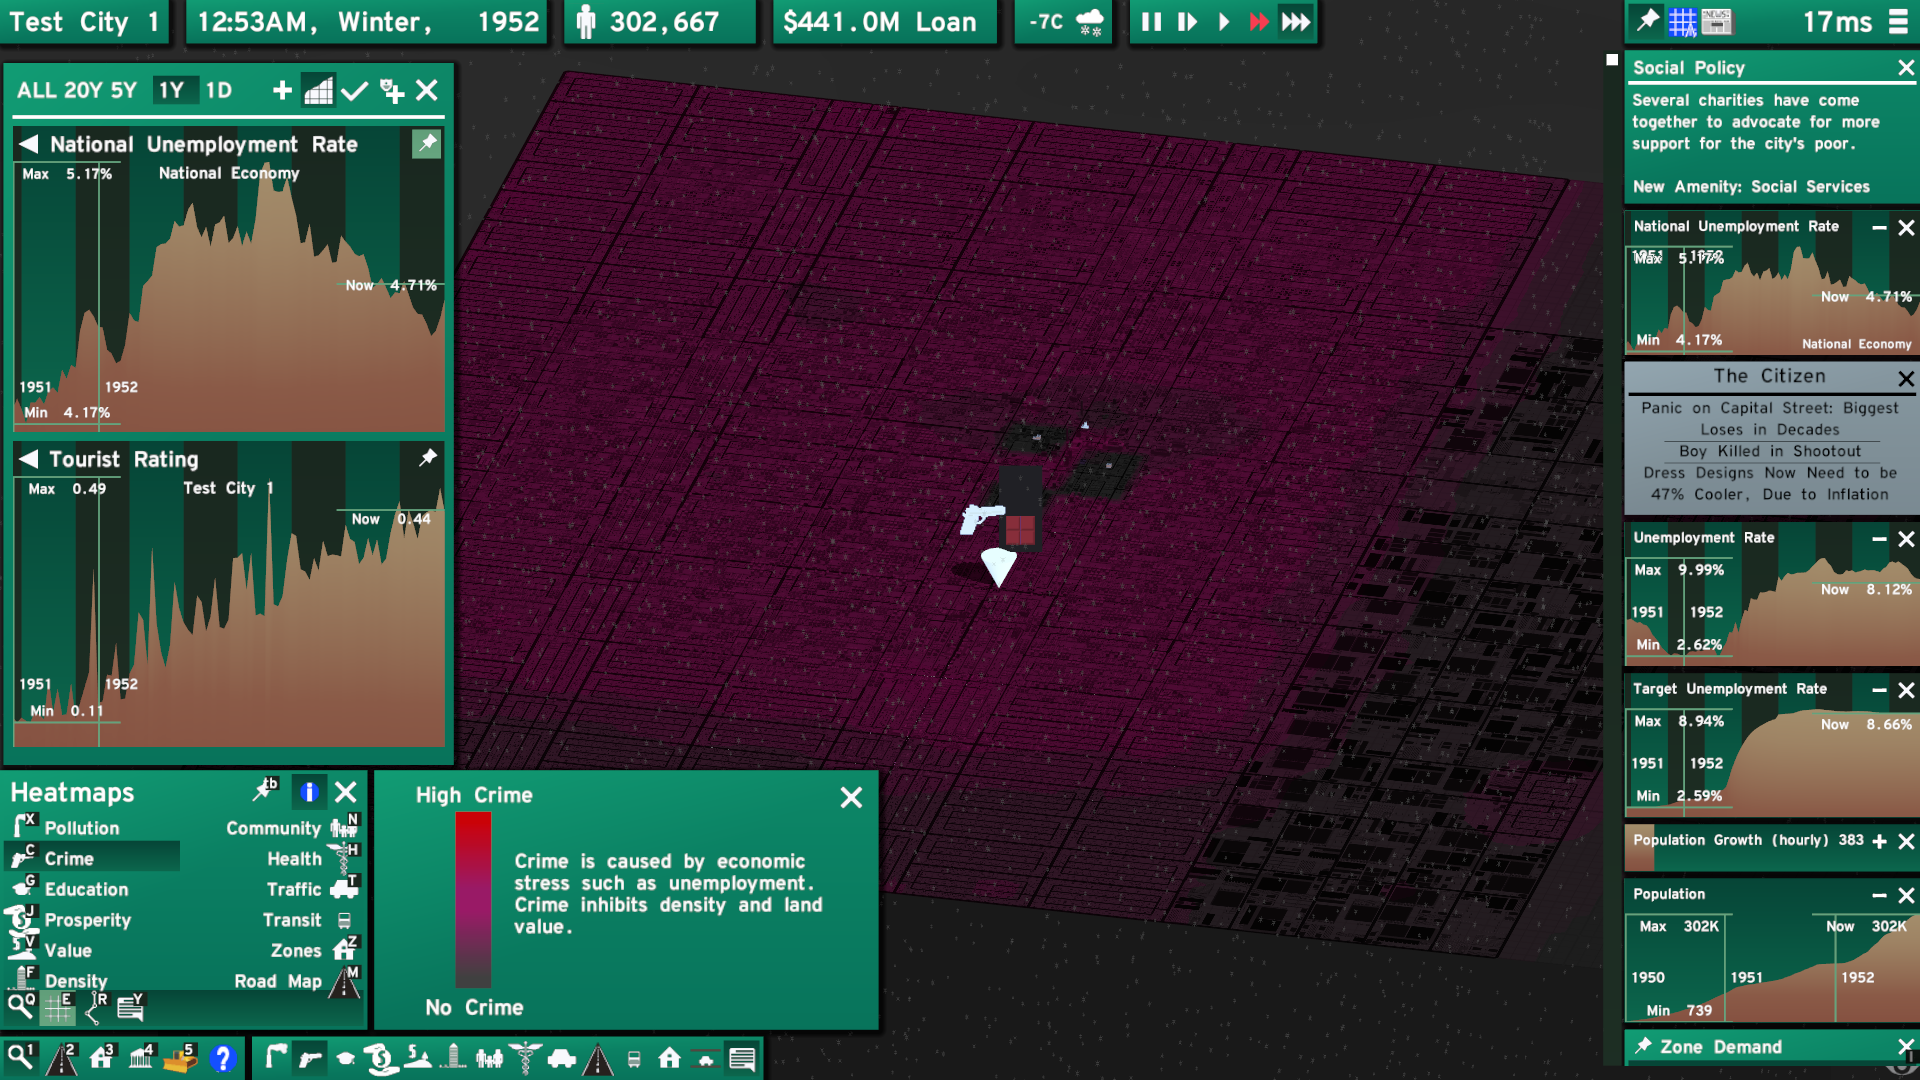 Test City 1
12:53AM, Winter, 1952
302,667
$441.0M Loan
-7C
17ms
ALL 20Y 5Y 1Y 1D
National Unemployment Rate
Max 5.17%
National Economy
Now 4.71%
1951 1952
Min 4.17%
Tourist Rating
Max 0.49
Test City 1
Now 0.44
1951 1952
Min 0.11
Heatmaps
tb
X Pollution
Community N
C Crime
Health H
G Education
Traffic T
J Prosperity
Transit
V Value
Zones Z
F Density
Road Map M
Q E R Y
High Crime
Crime is caused by economic
stress such as unemployment.
Crime inhibits density and land
value.
No Crime
1 2 3 4 5 ?
Social Policy
Several charities have come
together to advocate for more
support for the city's poor.
New Amenity: Social Services
National Unemployment Rate
Max 5.17%
Now 4.71%
Min 4.17%
National Economy
The Citizen
Panic on Capital Street: Biggest
Loses in Decades
Boy Killed in Shootout
Dress Designs Now Need to be
47% Cooler, Due to Inflation
Unemployment Rate
Max 9.99%
Now 8.12%
1951 1952
Min 2.62%
Target Unemployment Rate
Max 8.94%
Now 8.66%
1951 1952
Min 2.59%
Population Growth (hourly) 383
Population
Max 302K
Now 302K
1950 1951 1952
Min 739
Zone Demand